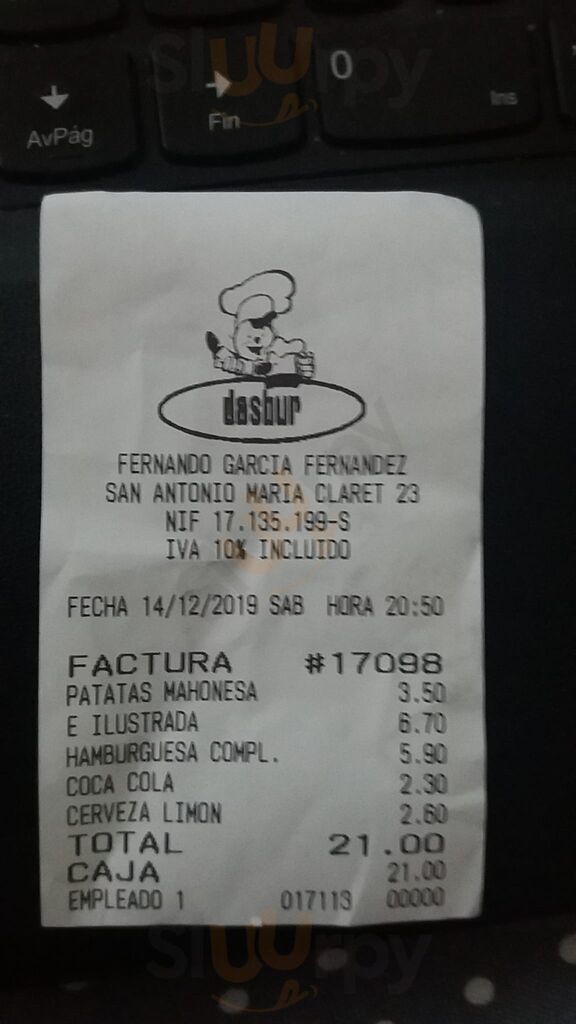 AvPág
Fin
0
Ins
Sluurpy
dasbur
FERNANDO GARCIA FERNANDEZ
SAN ANTONIO MARIA CLARET 23
NIF 17.135.199-S
IVA 10% INCLUIDO
FECHA 14/12/2019 SAB HORA 20:50
FACTURA #17098
PATATAS MAHONESA 3.50
E ILUSTRADA 6.70
HAMBURGUESA COMPL. 5.90
COCA COLA 2.30
CERVEZA LIMON 2.60
TOTAL 21.00
CAJA 21.00
EMPLEADO 1 017113 00000
Sluurpy